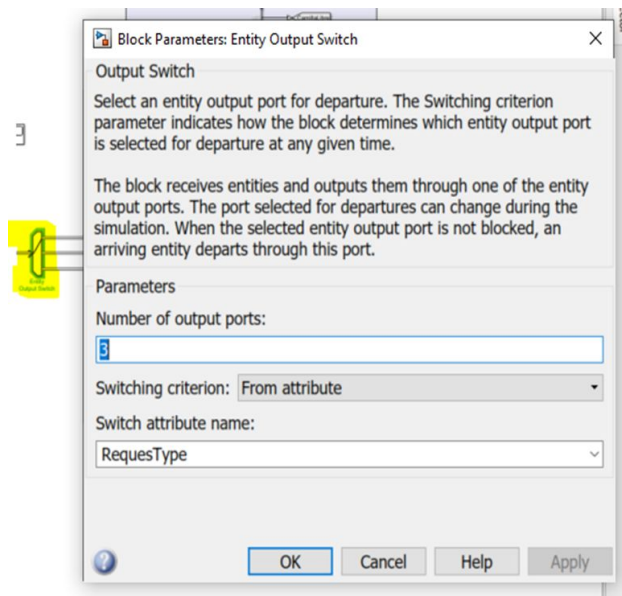 Block Parameters: Entity Output Switch
Output Switch
Select an entity output port for departure. The Switching criterion
parameter indicates how the block determines which entity output port
is selected for departure at any given time.
The block receives entities and outputs them through one of the entity
output ports. The port selected for departures can change during the
simulation. When the selected entity output port is not blocked, an
arriving entity departs through this port.
Entity
Output Switch
Parameters
Number of output ports:
3
Switching criterion: From attribute
Switch attribute name:
RequesType
OK Cancel Help Apply